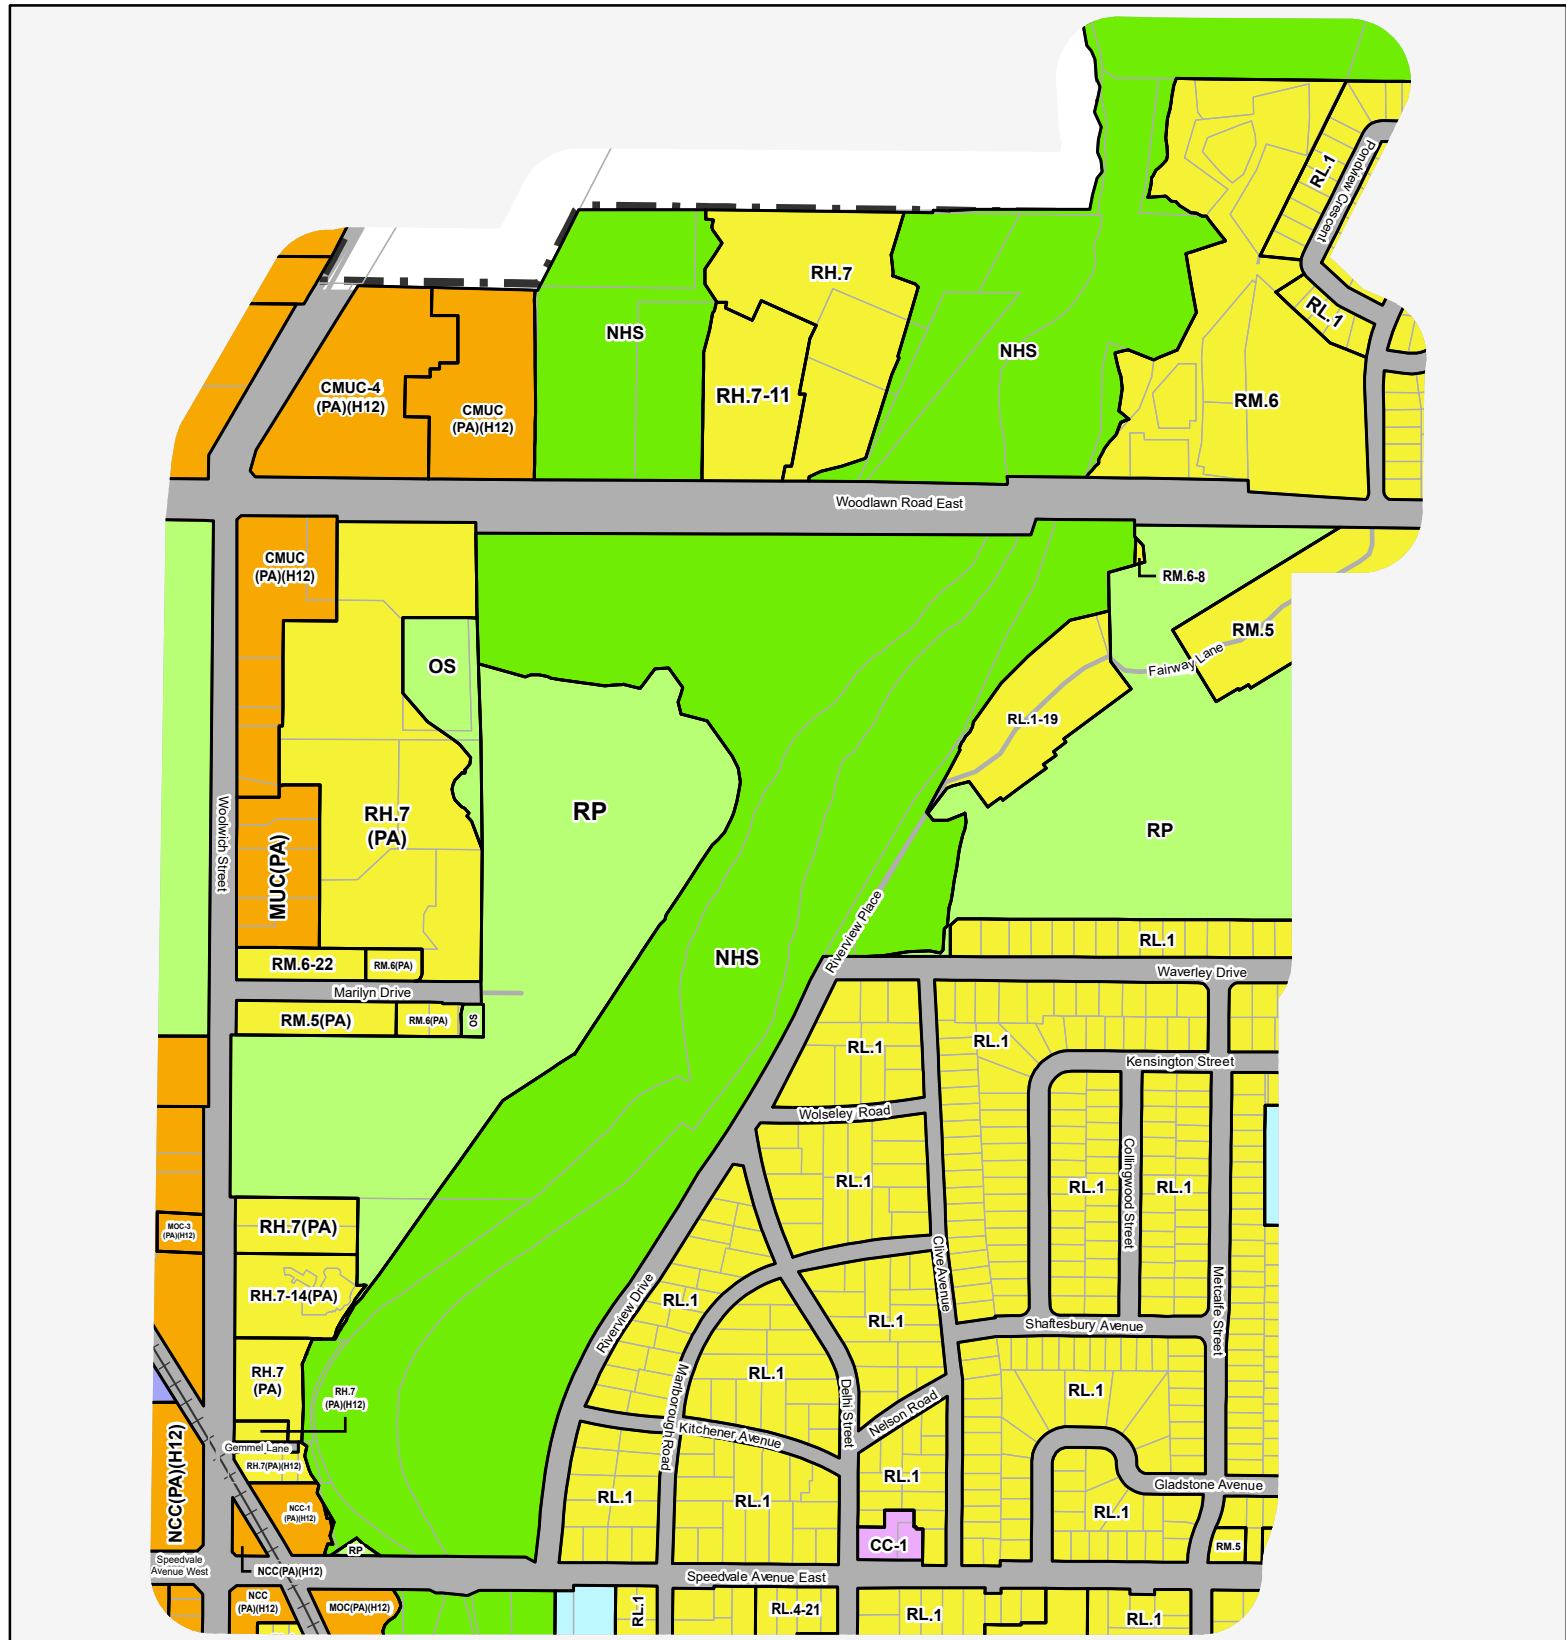 Pondview Crescent
RL.1
RH.7
RL.1
NHS
NHS
CMUC-4
(PA)(H12)
CMUC
(PA)(H12)
RH.7-11
RM.6
Woodlawn Road East
CMUC
(PA)(H12)
RM.6-8
RM.5
OS
Fairway Lane
RL.1-19
RP
RH.7
(PA)
RP
Woolwich Street
MUC(PA)
Riverview Place
RL.1
NHS
RM.6-22
RM.6(PA)
Waverley Drive
Marilyn Drive
RM.5(PA)
RM.6(PA)
OS
RL.1
RL.1
Kensington Street
Wolseley Road
RL.1
RL.1
Collingwood Street
RL.1
MOC-3
(PA)(H12)
RH.7(PA)
Clive Avenue
RH.7-14(PA)
RL.1
Riverview Drive
RL.1
Shaftesbury Avenue
Metcalfe Street
RH.7
(PA)
RH.7
(PA)(H12)
RL.1
RL.1
Marlborough Road
Delhi Street
Nelson Road
Kitchener Avenue
Gemmel Lane
RH.7(PA)(H12)
NCC(PA)(H12)
RL.1
RL.1
RL.1
Gladstone Avenue
RL.1
NCC-1
(PA)(H12)
RP
CC-1
RM.5
Speedvale
Avenue West
NCC(PA)(H12)
Speedvale Avenue East
NCC
(PA)(H12)
MOC(PA)(H12)
RL.1
RL.4-21
RL.1
RL.1